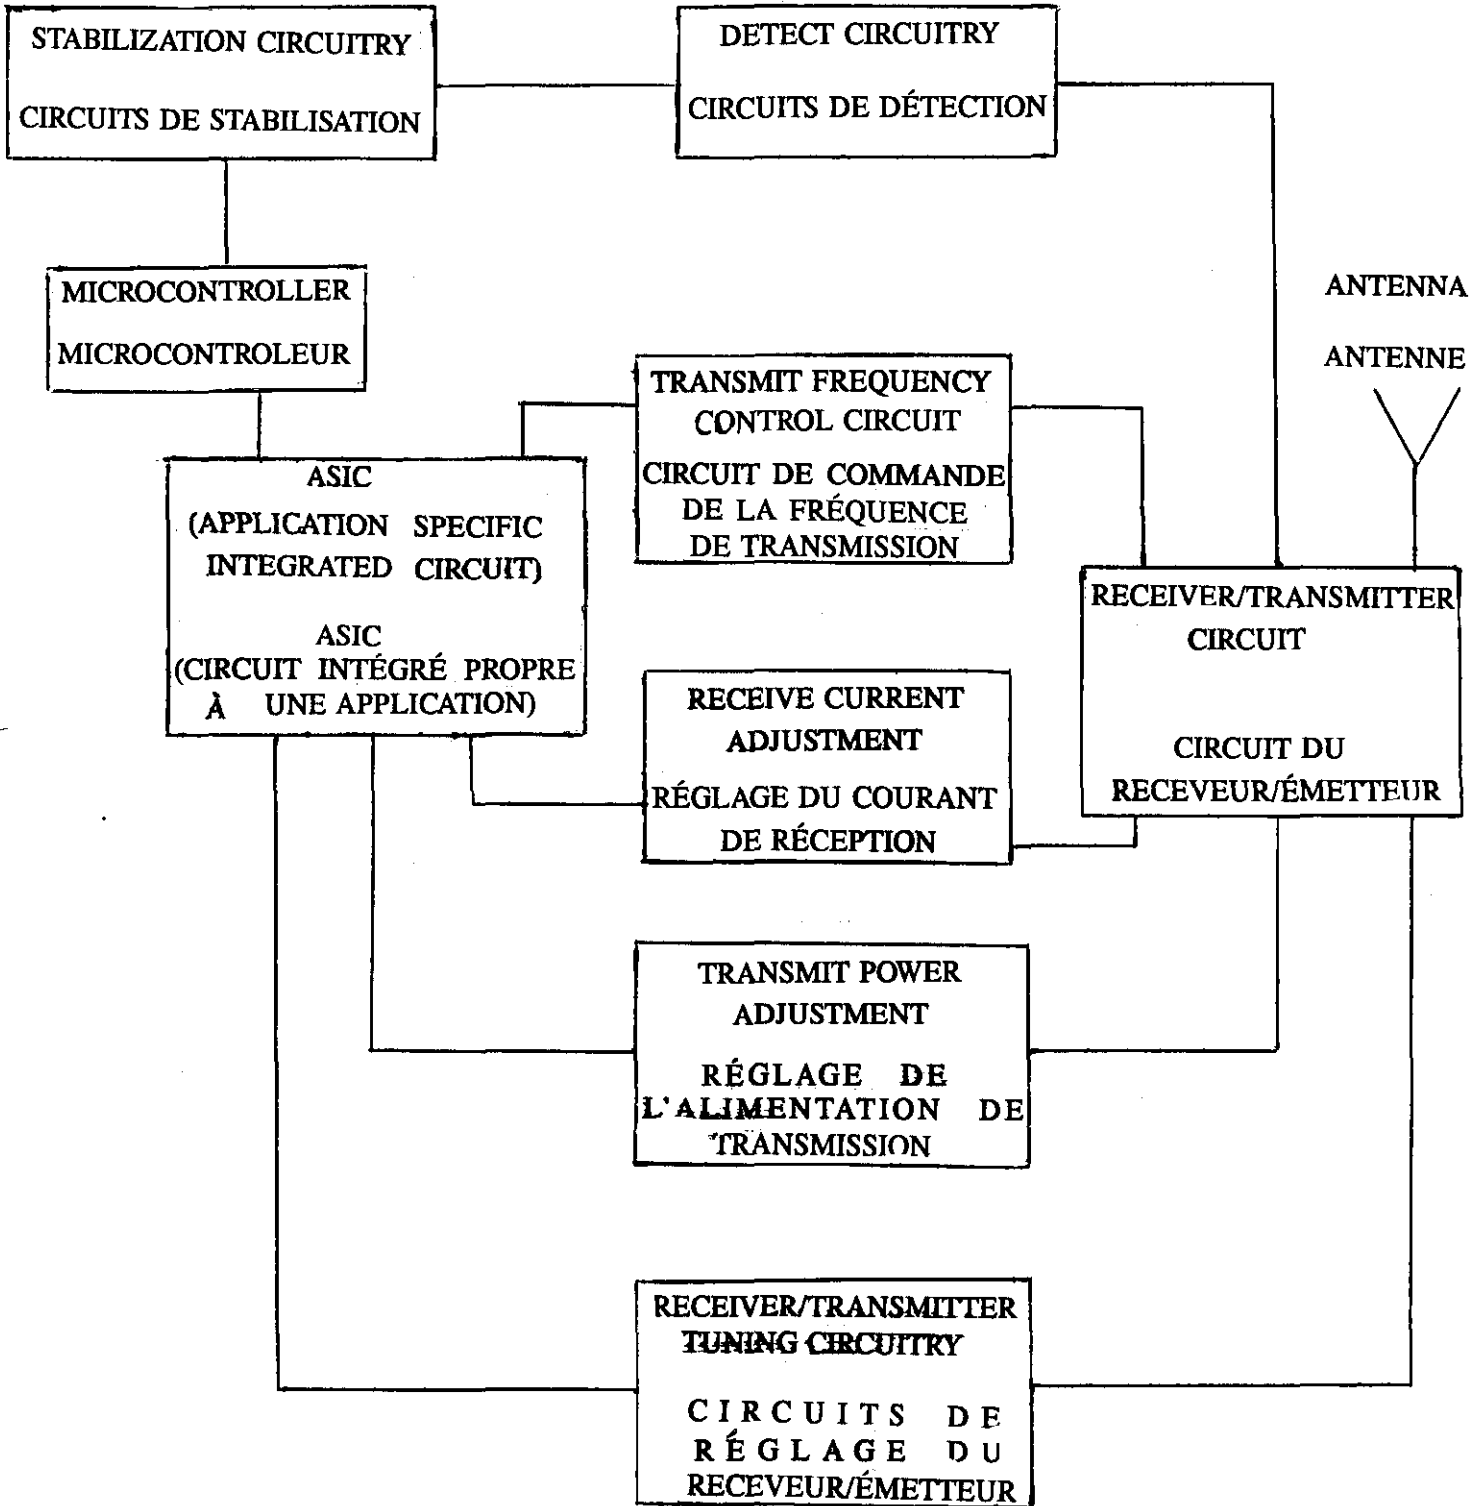 STABILIZATION CIRCUITRY
CIRCUITS DE STABILISATION
DETECT CIRCUITRY
CIRCUITS DE DÉTECTION
MICROCONTROLLER
MICROCONTROLEUR
ANTENNA
ANTENNE
TRANSMIT FREQUENCY
CONTROL CIRCUIT
CIRCUIT DE COMMANDE
DE LA FRÉQUENCE
DE TRANSMISSION
ASIC
(APPLICATION SPECIFIC
INTEGRATED CIRCUIT)
ASIC
(CIRCUIT INTÉGRÉ PROPRE
À UNE APPLICATION)
RECEIVER/TRANSMITTER
CIRCUIT
CIRCUIT DU
RECEVEUR/ÉMETTEUR
RECEIVE CURRENT
ADJUSTMENT
RÉGLAGE DU COURANT
DE RÉCEPTION
TRANSMIT POWER
ADJUSTMENT
RÉGLAGE DE
L'ALIMENTATION DE
TRANSMISSION
RECEIVER/TRANSMITTER
TUNING CIRCUITRY
CIRCUITS DE
RÉGLAGE DU
RECEVEUR/ÉMETTEUR